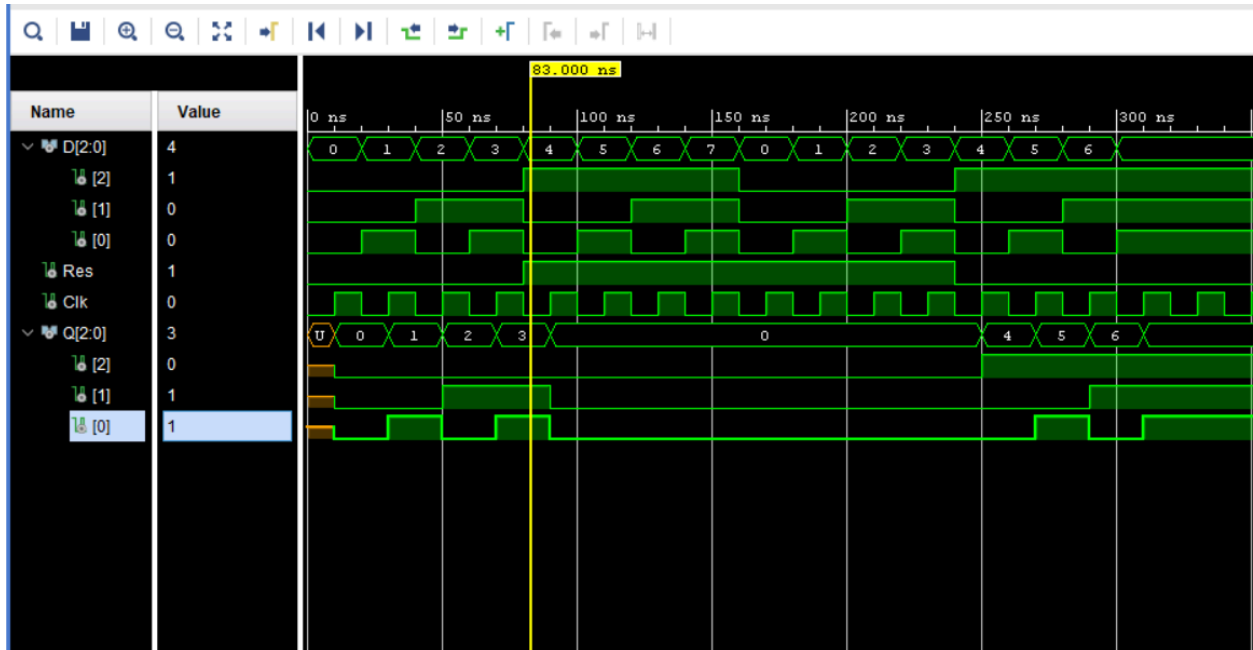 83.000 ns
Name Value
0 ns 50 ns 100 ns 150 ns 200 ns 250 ns 300 ns
D[2:0] 4 0 1 2 3 4 5 6 7 0 1 2 3 4 5 6
[2] 1
[1] 0
[0] 0
Res 1
Clk 0
Q[2:0] 3 U 0 1 2 3 0 4 5 6
[2] 0
[1] 1
[0] 1